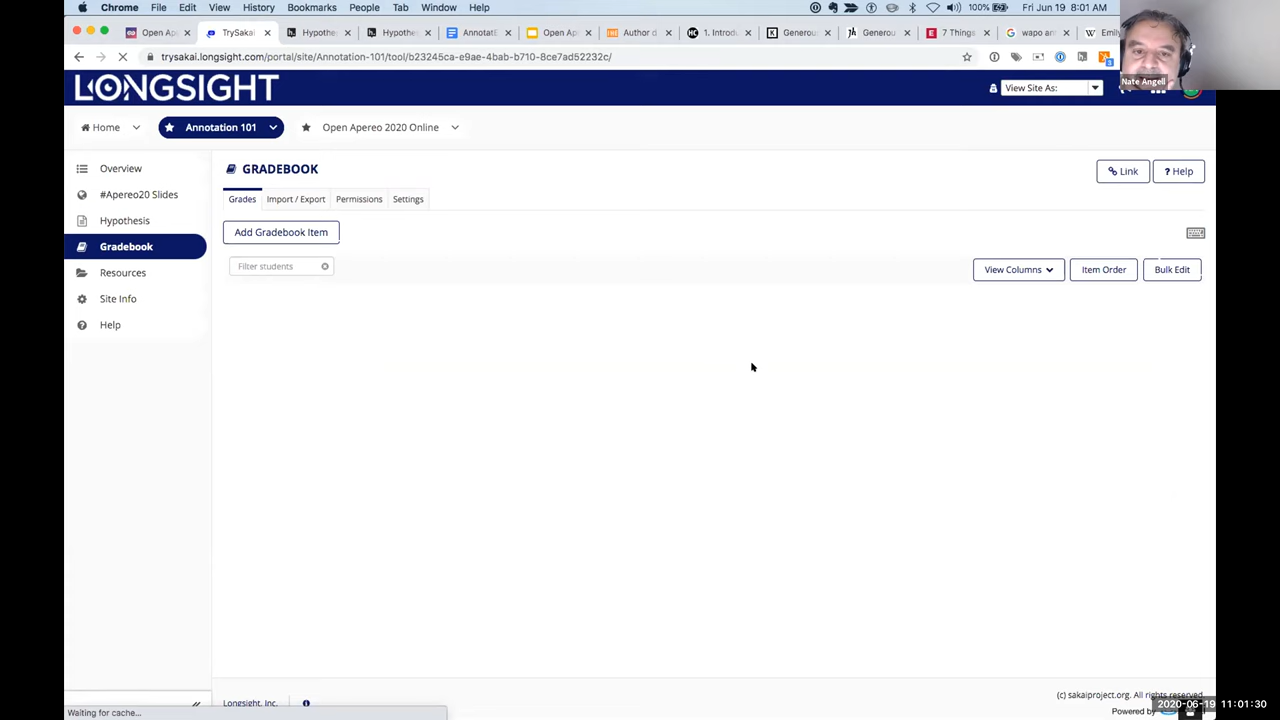 Chrome File Edit View History Bookmarks People Tab Window Help 100% Fri Jun 19 8:01 AM
Open Ape TrySakai Hypothe Hypothe AnnotatE Open Ap Author d 1. Introdu Generou Generou 7 Things wapo ann Emily
trysakai.longsight.com/portal/site/Annotation-101/tool/b23245ca-e9ae-4bab-b710-8ce7ad52232c/
Nate Angell
LONGSIGHT
View Site As:
Home Annotation 101 Open Apereo 2020 Online
Overview
#Apereo20 Slides
Hypothesis
Gradebook
Resources
Site Info
Help
GRADEBOOK
Link ? Help
Grades Import / Export Permissions Settings
Add Gradebook Item
Filter students
View Columns Item Order Bulk Edit
Longsight, Inc.
(c) sakaiproject.org. All rights reserved.
Powered by
Waiting for cache...
2020-06-19 11:01:30